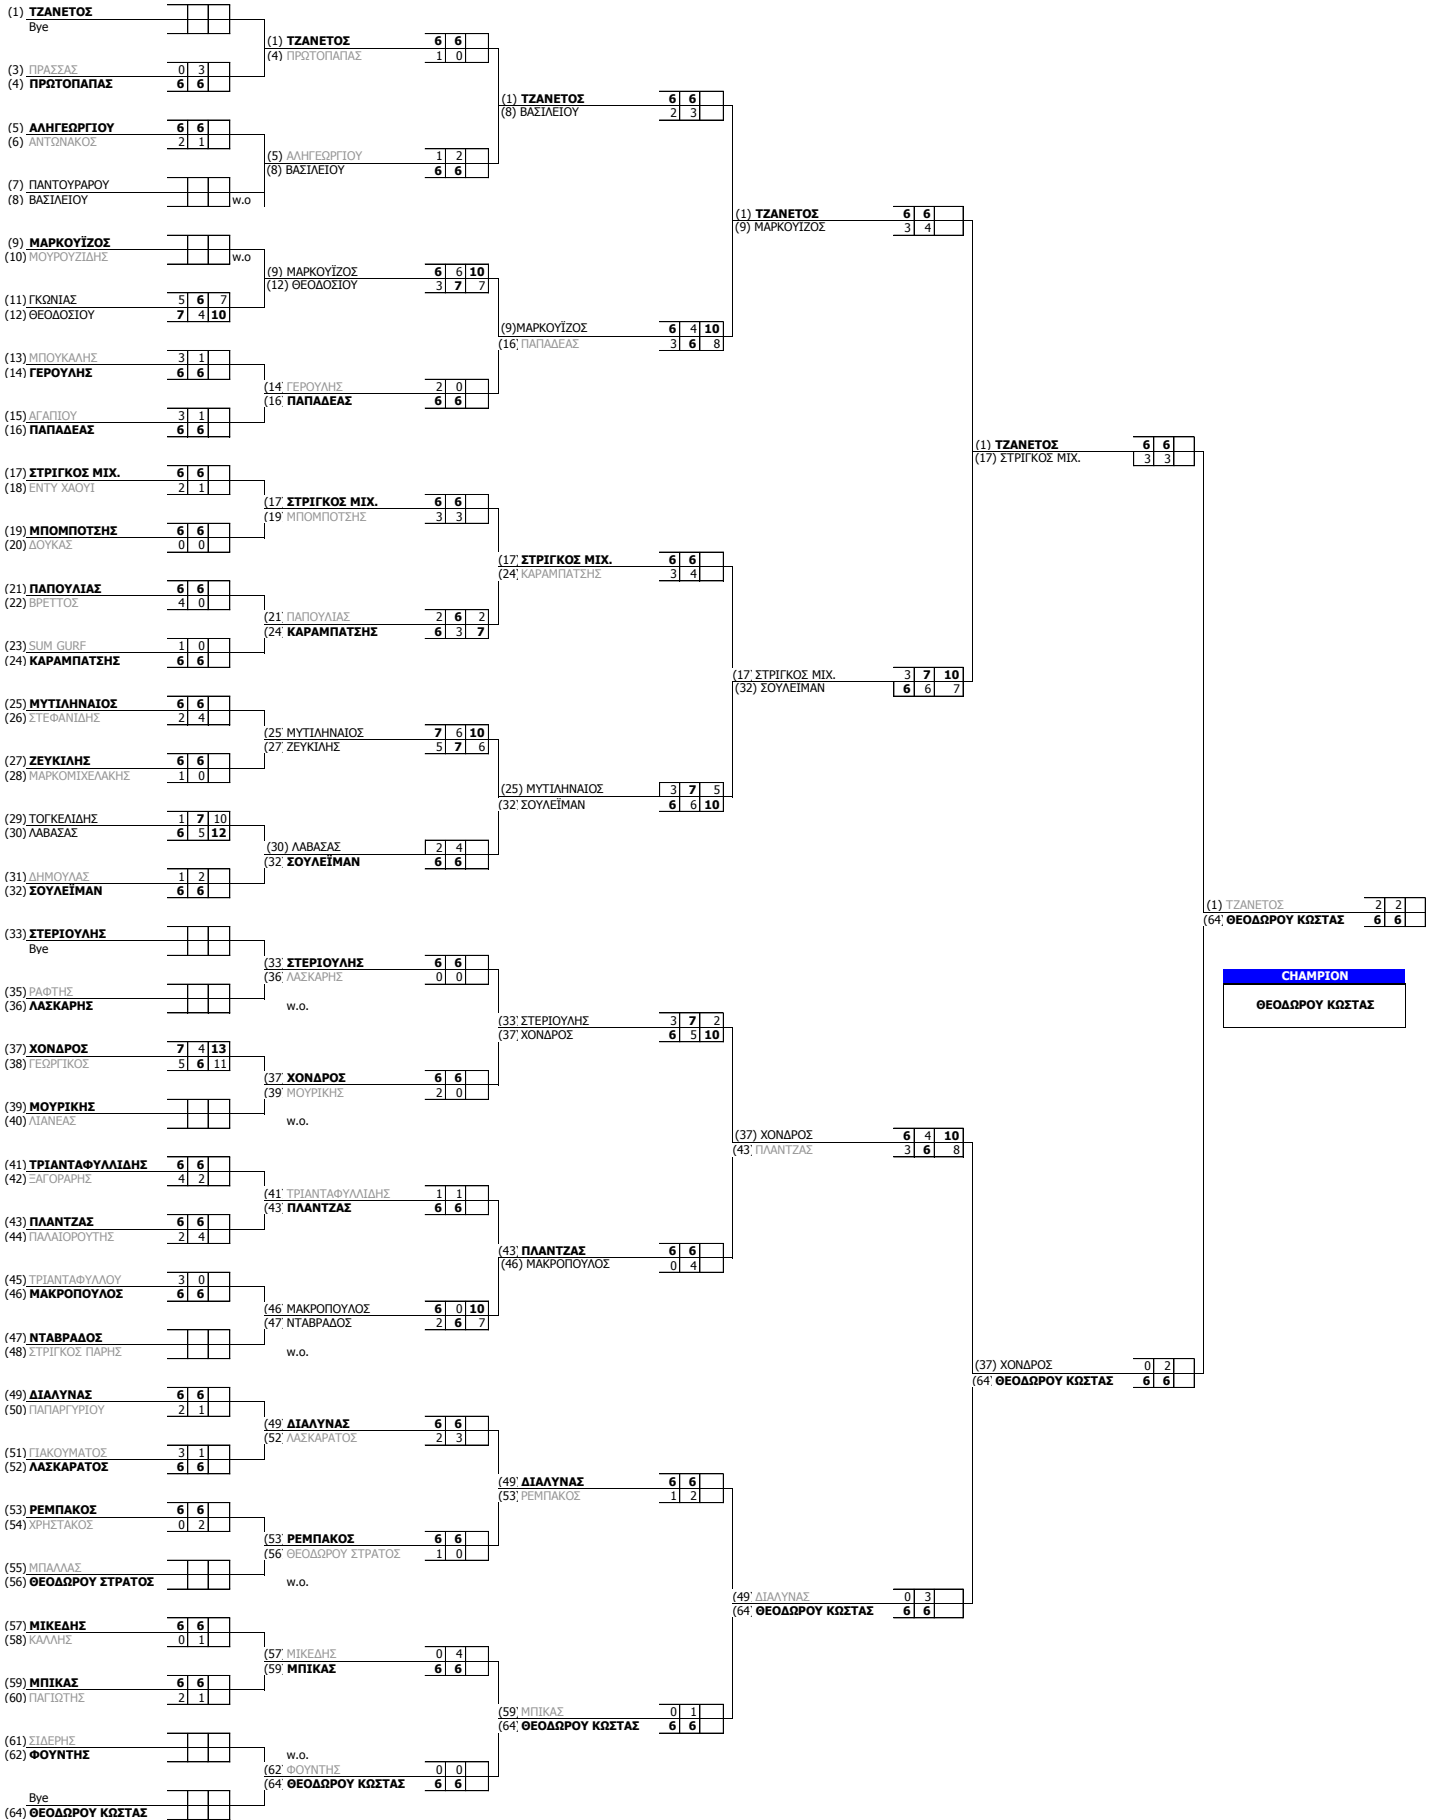 (1) ΤΖΑΝΕΤΟΣ
Bye
(3) ΠΡΑΣΣΑΣ 0 3
(4) ΠΡΩΤΟΠΑΠΑΣ 6 6
(5) ΑΛΗΓΕΩΡΓΙΟΥ 6 6
(6) ΑΝΤΩΝΑΚΟΣ 2 1
(7) ΠΑΝΤΟΥΡΑΡΟΥ
(8) ΒΑΣΙΛΕΙΟΥ w.o
(9) ΜΑΡΚΟΥΪΖΟΣ
(10) ΜΟΥΡΟΥΖΙΔΗΣ w.o
(11) ΓΚΩΝΙΑΣ 5 6 7
(12) ΘΕΟΔΟΣΙΟΥ 7 4 10
(13) ΜΠΟΥΚΑΛΗΣ 3 1
(14) ΓΕΡΟΥΛΗΣ 6 6
(15) ΑΓΑΠΙΟΥ 3 1
(16) ΠΑΠΑΔΕΑΣ 6 6
(17) ΣΤΡΙΓΚΟΣ ΜΙΧ. 6 6
(18) ΕΝΤΥ ΧΑΟΥΙ 2 1
(19) ΜΠΟΜΠΟΤΣΗΣ 6 6
(20) ΔΟΥΚΑΣ 0 0
(21) ΠΑΠΟΥΛΙΑΣ 6 6
(22) ΒΡΕΤΤΟΣ 4 0
(23) SUM GURF 1 0
(24) ΚΑΡΑΜΠΑΤΣΗΣ 6 6
(25) ΜΥΤΙΛΗΝΑΙΟΣ 6 6
(26) ΣΤΕΦΑΝΙΔΗΣ 2 4
(27) ΖΕΥΚΙΛΗΣ 6 6
(28) ΜΑΡΚΟΜΙΧΕΛΑΚΗΣ 1 0
(29) ΤΟΓΚΕΛΙΔΗΣ 1 7 10
(30) ΛΑΒΑΣΑΣ 6 5 12
(31) ΔΗΜΟΥΛΑΣ 1 2
(32) ΣΟΥΛΕΪΜΑΝ 6 6
(33) ΣΤΕΡΙΟΥΛΗΣ
Bye
(35) ΡΑΦΤΗΣ
(36) ΛΑΣΚΑΡΗΣ w.o.
(37) ΧΟΝΔΡΟΣ 7 4 13
(38) ΓΕΩΡΓΙΚΟΣ 5 6 11
(39) ΜΟΥΡΙΚΗΣ
(40) ΛΙΑΝΕΑΣ w.o.
(41) ΤΡΙΑΝΤΑΦΥΛΛΙΔΗΣ 6 6
(42) ΞΑΓΟΡΑΡΗΣ 4 2
(43) ΠΛΑΝΤΖΑΣ 6 6
(44) ΠΑΛΑΙΟΡΟΥΤΗΣ 2 4
(45) ΤΡΙΑΝΤΑΦΥΛΛΟΥ 3 0
(46) ΜΑΚΡΟΠΟΥΛΟΣ 6 6
(47) ΝΤΑΒΡΑΔΟΣ
(48) ΣΤΡΙΓΚΟΣ ΠΑΡΗΣ w.o.
(49) ΔΙΑΛΥΝΑΣ 6 6
(50) ΠΑΠΑΡΓΥΡΙΟΥ 2 1
(51) ΓΙΑΚΟΥΜΑΤΟΣ 3 1
(52) ΛΑΣΚΑΡΑΤΟΣ 6 6
(53) ΡΕΜΠΑΚΟΣ 6 6
(54) ΧΡΗΣΤΑΚΟΣ 0 2
(55) ΜΠΑΛΛΑΣ
(56) ΘΕΟΔΩΡΟΥ ΣΤΡΑΤΟΣ w.o.
(57) ΜΙΚΕΔΗΣ 6 6
(58) ΚΑΛΛΗΣ 0 1
(59) ΜΠΙΚΑΣ 6 6
(60) ΠΑΓΙΩΤΗΣ 2 1
(61) ΣΙΔΕΡΗΣ
(62) ΦΟΥΝΤΗΣ w.o.
Bye
(64) ΘΕΟΔΩΡΟΥ ΚΩΣΤΑΣ
(1) ΤΖΑΝΕΤΟΣ 6 6
(4) ΠΡΩΤΟΠΑΠΑΣ 1 0
(5) ΑΛΗΓΕΩΡΓΙΟΥ 1 2
(8) ΒΑΣΙΛΕΙΟΥ 6 6
(9) ΜΑΡΚΟΥΪΖΟΣ 6 6 10
(12) ΘΕΟΔΟΣΙΟΥ 3 7 7
(14) ΓΕΡΟΥΛΗΣ 2 0
(16) ΠΑΠΑΔΕΑΣ 6 6
(17) ΣΤΡΙΓΚΟΣ ΜΙΧ. 6 6
(19) ΜΠΟΜΠΟΤΣΗΣ 3 3
(21) ΠΑΠΟΥΛΙΑΣ 2 6 2
(24) ΚΑΡΑΜΠΑΤΣΗΣ 6 3 7
(25) ΜΥΤΙΛΗΝΑΙΟΣ 7 6 10
(27) ΖΕΥΚΙΛΗΣ 5 7 6
(30) ΛΑΒΑΣΑΣ 2 4
(32) ΣΟΥΛΕΪΜΑΝ 6 6
(33) ΣΤΕΡΙΟΥΛΗΣ 6 6
(36) ΛΑΣΚΑΡΗΣ 0 0
(37) ΧΟΝΔΡΟΣ 6 6
(39) ΜΟΥΡΙΚΗΣ 2 0
(41) ΤΡΙΑΝΤΑΦΥΛΛΙΔΗΣ 1 1
(43) ΠΛΑΝΤΖΑΣ 6 6
(46) ΜΑΚΡΟΠΟΥΛΟΣ 6 0 10
(47) ΝΤΑΒΡΑΔΟΣ 2 6 7
(49) ΔΙΑΛΥΝΑΣ 6 6
(52) ΛΑΣΚΑΡΑΤΟΣ 2 3
(53) ΡΕΜΠΑΚΟΣ 6 6
(56) ΘΕΟΔΩΡΟΥ ΣΤΡΑΤΟΣ 1 0
(57) ΜΙΚΕΔΗΣ 0 4
(59) ΜΠΙΚΑΣ 6 6
(62) ΦΟΥΝΤΗΣ 0 0
(64) ΘΕΟΔΩΡΟΥ ΚΩΣΤΑΣ 6 6
(1) ΤΖΑΝΕΤΟΣ 6 6
(8) ΒΑΣΙΛΕΙΟΥ 2 3
(9)ΜΑΡΚΟΥΪΖΟΣ 6 4 10
(16) ΠΑΠΑΔΕΑΣ 3 6 8
(17) ΣΤΡΙΓΚΟΣ ΜΙΧ. 6 6
(24) ΚΑΡΑΜΠΑΤΣΗΣ 3 4
(25) ΜΥΤΙΛΗΝΑΙΟΣ 3 7 5
(32) ΣΟΥΛΕΪΜΑΝ 6 6 10
(33) ΣΤΕΡΙΟΥΛΗΣ 3 7 2
(37) ΧΟΝΔΡΟΣ 6 5 10
(43) ΠΛΑΝΤΖΑΣ 6 6
(46) ΜΑΚΡΟΠΟΥΛΟΣ 0 4
(49) ΔΙΑΛΥΝΑΣ 6 6
(53) ΡΕΜΠΑΚΟΣ 1 2
(59) ΜΠΙΚΑΣ 0 1
(64) ΘΕΟΔΩΡΟΥ ΚΩΣΤΑΣ 6 6
(1) ΤΖΑΝΕΤΟΣ 6 6
(9) ΜΑΡΚΟΥΙΖΟΣ 3 4
(17) ΣΤΡΙΓΚΟΣ ΜΙΧ. 3 7 10
(32) ΣΟΥΛΕΙΜΑΝ 6 6 7
(37) ΧΟΝΔΡΟΣ 6 4 10
(43) ΠΛΑΝΤΖΑΣ 3 6 8
(49) ΔΙΑΛΥΝΑΣ 0 3
(64) ΘΕΟΔΩΡΟΥ ΚΩΣΤΑΣ 6 6
(1) ΤΖΑΝΕΤΟΣ 6 6
(17) ΣΤΡΙΓΚΟΣ ΜΙΧ. 3 3
(37) ΧΟΝΔΡΟΣ 0 2
(64) ΘΕΟΔΩΡΟΥ ΚΩΣΤΑΣ 6 6
(1) ΤΖΑΝΕΤΟΣ 2 2
(64) ΘΕΟΔΩΡΟΥ ΚΩΣΤΑΣ 6 6
CHAMPION
ΘΕΟΔΩΡΟΥ ΚΩΣΤΑΣ